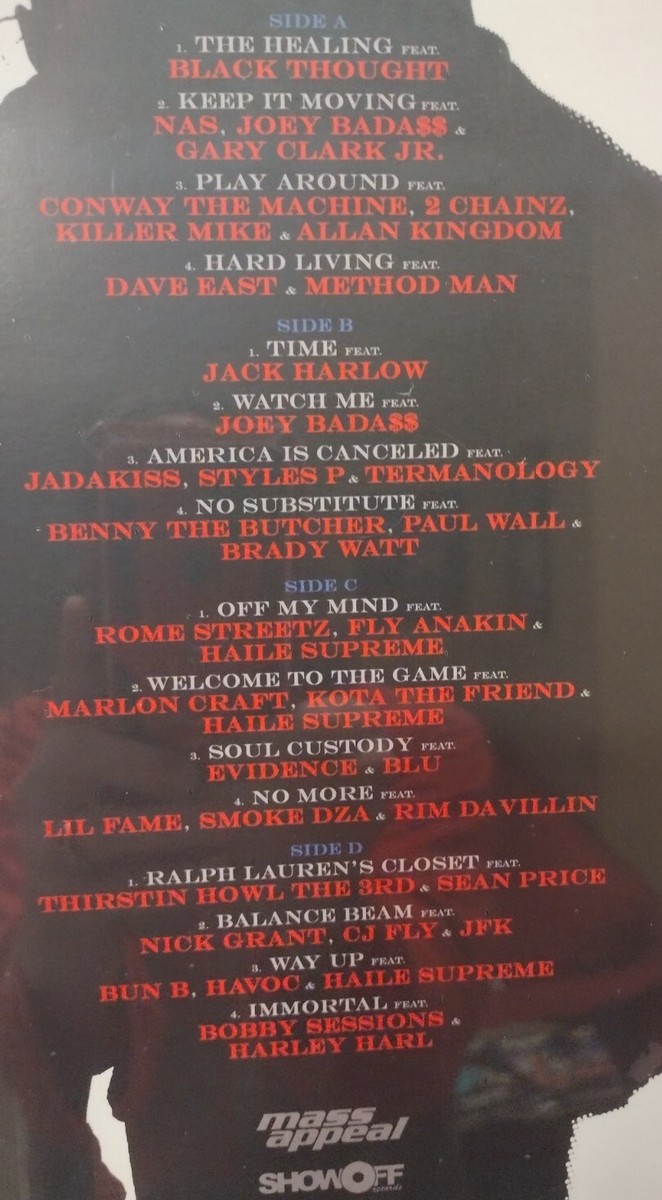 SIDE A
1. THE HEALING FEAT.
BLACK THOUGHT
2. KEEP IT MOVING FEAT.
NAS, JOEY BADA$$ &
GARY CLARK JR.
3. PLAY AROUND FEAT.
CONWAY THE MACHINE, 2 CHAINZ,
KILLER MIKE & ALLAN KINGDOM
4. HARD LIVING FEAT.
DAVE EAST & METHOD MAN
SIDE B
1. TIME FEAT.
JACK HARLOW
2. WATCH ME FEAT.
JOEY BADA$$
3. AMERICA IS CANCELED FEAT.
JADAKISS, STYLES P & TERMANOLOGY
4. NO SUBSTITUTE FEAT.
BENNY THE BUTCHER, PAUL WALL &
BRADY WATT
SIDE C
1. OFF MY MIND FEAT.
ROME STREETZ, FLY ANAKIN &
HAILE SUPREME
2. WELCOME TO THE GAME FEAT.
MARLON CRAFT, KOTA THE FRIEND &
HAILE SUPREME
3. SOUL CUSTODY FEAT.
EVIDENCE & BLU
4. NO MORE FEAT.
LIL FAME, SMOKE DZA & RIM DA VILLIN
SIDE D
1. RALPH LAUREN'S CLOSET FEAT.
THIRSTIN HOWL THE 3RD & SEAN PRICE
2. BALANCE BEAM FEAT.
NICK GRANT, CJ FLY & JFK
3. WAY UP FEAT.
BUN B, HAVOC & HAILE SUPREME
4. IMMORTAL FEAT.
BOBBY SESSIONS &
HARLEY HARL
mass
appeal
SHOWOFF
records